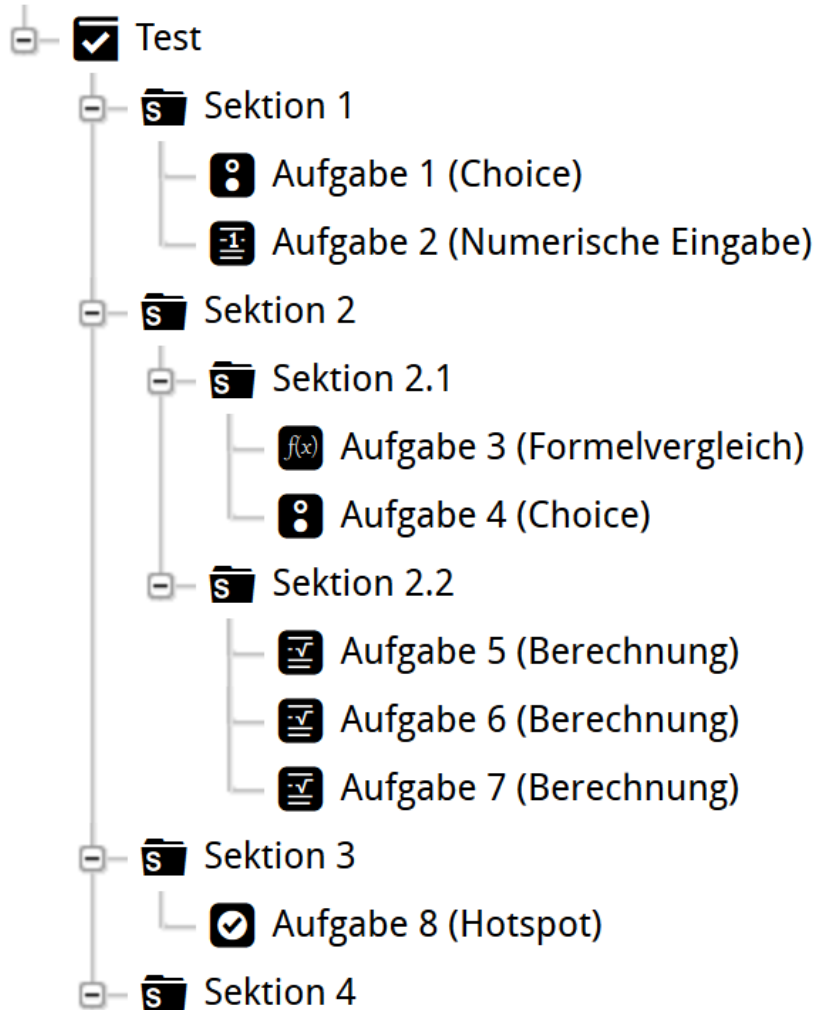 Test
Sektion 1
Aufgabe 1 (Choice)
Aufgabe 2 (Numerische Eingabe)
Sektion 2
Sektion 2.1
Aufgabe 3 (Formelvergleich)
Aufgabe 4 (Choice)
Sektion 2.2
Aufgabe 5 (Berechnung)
Aufgabe 6 (Berechnung)
Aufgabe 7 (Berechnung)
Sektion 3
Aufgabe 8 (Hotspot)
Sektion 4